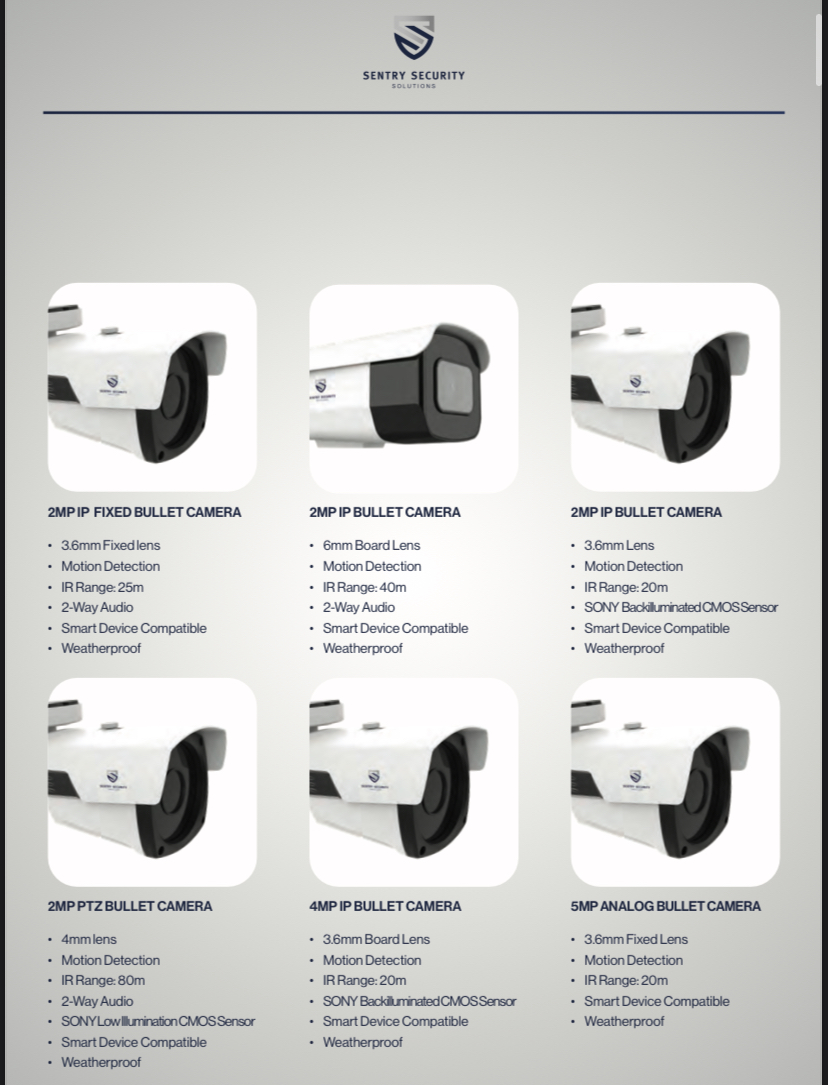 SENTRY SECURITY
SOLUTIONS
2MP IP FIXED BULLET CAMERA
• 3.6mm Fixed lens
• Motion Detection
• IR Range: 25m
• 2-Way Audio
• Smart Device Compatible
• Weatherproof
2MP IP BULLET CAMERA
• 6mm Board Lens
• Motion Detection
• IR Range: 40m
• 2-Way Audio
• Smart Device Compatible
• Weatherproof
2MP IP BULLET CAMERA
• 3.6mm Lens
• Motion Detection
• IR Range: 20m
• SONY Backilluminated CMOS Sensor
• Smart Device Compatible
• Weatherproof
2MP PTZ BULLET CAMERA
• 4mm lens
• Motion Detection
• IR Range: 80m
• 2-Way Audio
• SONY Low Illumination CMOS Sensor
• Smart Device Compatible
• Weatherproof
4MP IP BULLET CAMERA
• 3.6mm Board Lens
• Motion Detection
• IR Range: 20m
• SONY Backilluminated CMOS Sensor
• Smart Device Compatible
• Weatherproof
5MP ANALOG BULLET CAMERA
• 3.6mm Fixed Lens
• Motion Detection
• IR Range: 20m
• Smart Device Compatible
• Weatherproof